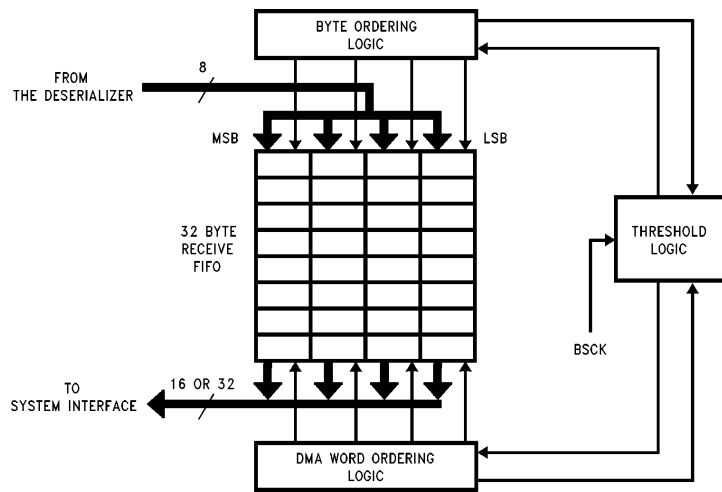 BYTE ORDERING
LOGIC
8
FROM
THE DESERIALIZER
MSB
LSB
32 BYTE
RECEIVE
FIFO
THRESHOLD
LOGIC
BSCK
16 OR 32
TO
SYSTEM INTERFACE
DMA WORD ORDERING
LOGIC